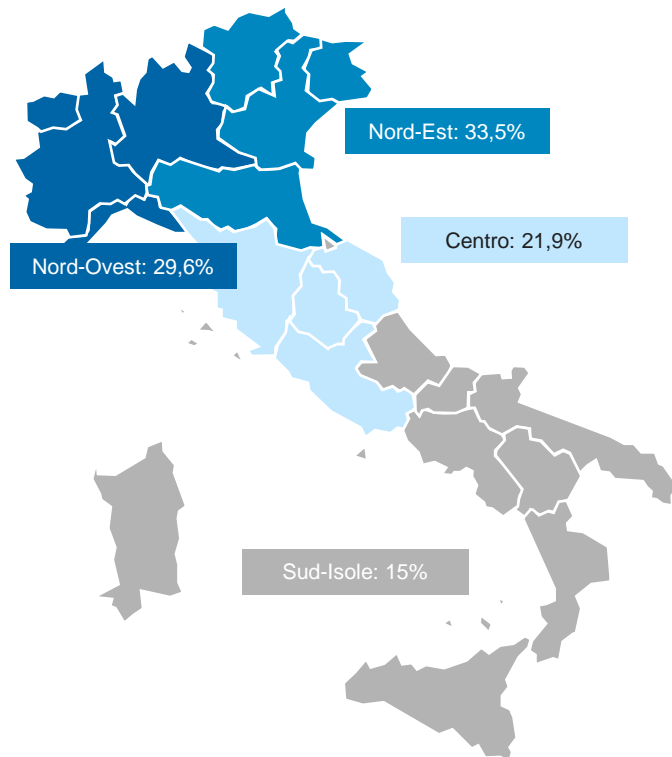 Nord-Est: 33,5%
Centro: 21,9%
Nord-Ovest: 29,6%
Sud-Isole: 15%